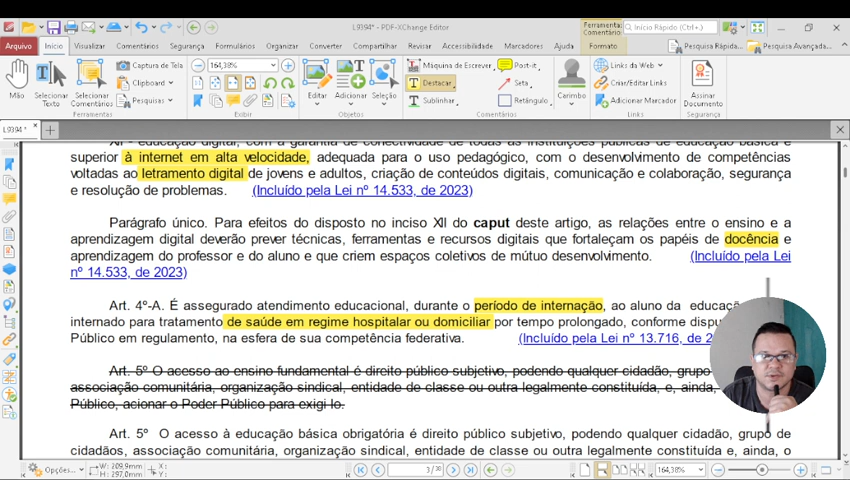 L9394* - PDF-XChange Editor
Ferramentas
Comentário
Início Rápido (Ctrl+.)
Arquivo Início Visualizar Comentários Segurança Formulários Organizar Converter Compartilhar Revisar Accessibility Marcadores Ajuda Formato Pesquisa Rápida... Pesquisa Avançada...
Mão
Selecionar Texto
Selecionar Comentários
Captura de Tela
Clipboard
Pesquisas
Ferramentas
164,38%
Exibir
Editar
Adicionar
Seleção
Objetos
Máquina de Escrever
Destacar
Sublinhar
Post-it
Seta
Retângulo
Carimbo
Comentários
Links da Web
Criar/Editar Links
Adicionar Marcador
Links
Assinar Documento
Segurança
L9394 *
XII - educação digital, com a garantia de conectividade de todas as instituições públicas de educação básica e
superior à internet em alta velocidade, adequada para o uso pedagógico, com o desenvolvimento de competências
voltadas ao letramento digital de jovens e adultos, criação de conteúdos digitais, comunicação e colaboração, segurança
e resolução de problemas. (Incluído pela Lei nº 14.533, de 2023)
Parágrafo único. Para efeitos do disposto no inciso XII do caput deste artigo, as relações entre o ensino e a
aprendizagem digital deverão prever técnicas, ferramentas e recursos digitais que fortaleçam os papéis de docência e
aprendizagem do professor e do aluno e que criem espaços coletivos de mútuo desenvolvimento. (Incluído pela Lei
nº 14.533, de 2023)
Art. 4º-A. É assegurado atendimento educacional, durante o período de internação, ao aluno da educação
internado para tratamento de saúde em regime hospitalar ou domiciliar por tempo prolongado, conforme dispu
Público em regulamento, na esfera de sua competência federativa. (Incluído pela Lei nº 13.716, de 2
Art. 5º O acesso ao ensino fundamental é direito público subjetivo, podendo qualquer cidadão, grupo
associação comunitária, organização sindical, entidade de classe ou outra legalmente constituída, e, ainda,
Público, acionar o Poder Público para exigi-lo.
Art. 5º O acesso à educação básica obrigatória é direito público subjetivo, podendo qualquer cidadão, grupo de
cidadãos, associação comunitária, organização sindical, entidade de classe ou outra legalmente constituída e, ainda, o
Opções... W: 209,9mm X:
H: 297,0mm Y:
3 / 38
164,38%